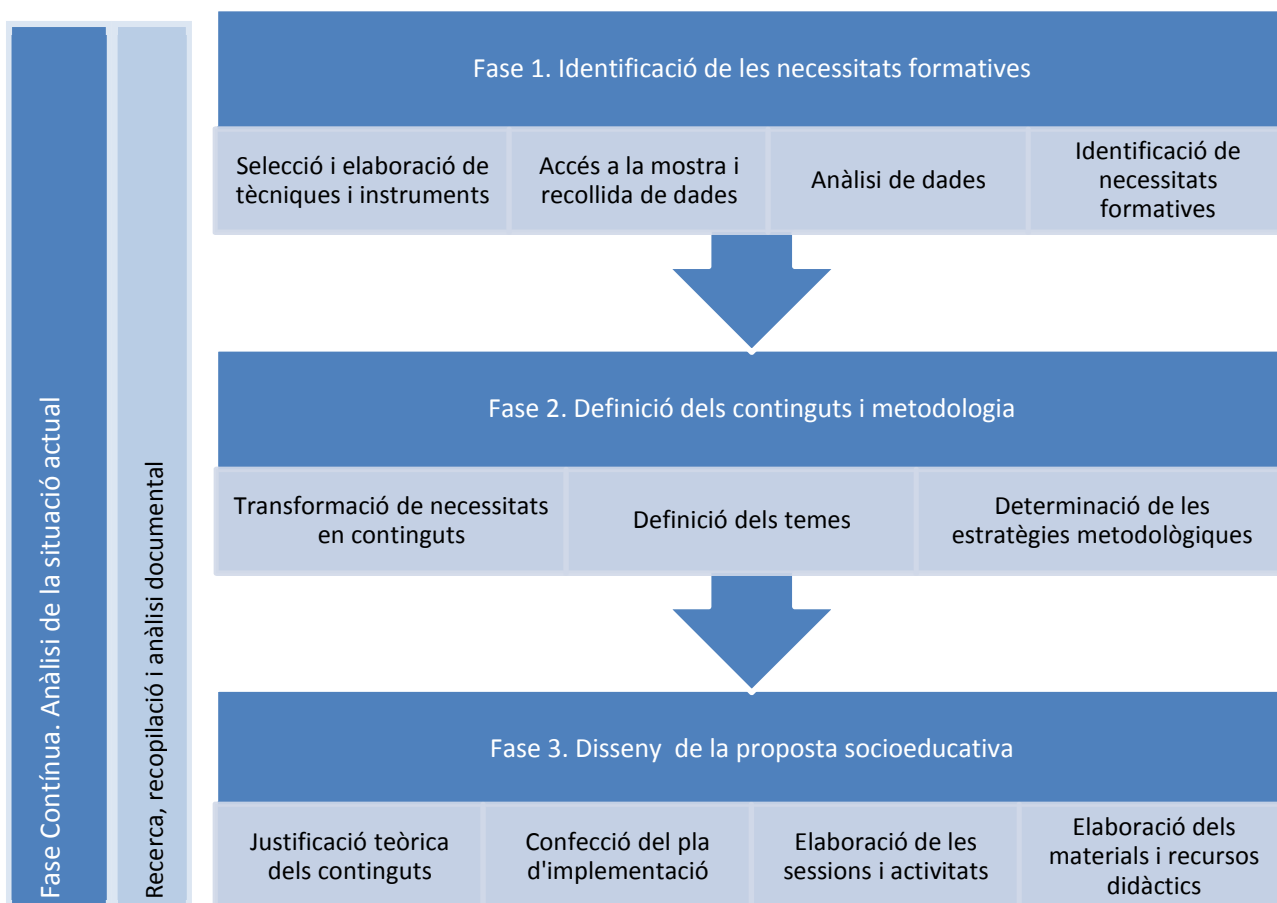 Fase Contínua. Anàlisi de la situació actual
Recerca, recopilació i anàlisi documental
Fase 1. Identificació de les necessitats formatives
Selecció i elaboració de
tècniques i instruments
Accés a la mostra i
recollida de dades
Anàlisi de dades
Identificació de
necessitats
formatives
Fase 2. Definició dels continguts i metodologia
Transformació de necessitats
en continguts
Definició dels temes
Determinació de les
estratègies metodològiques
Fase 3. Disseny de la proposta socioeducativa
Justificació teòrica
dels continguts
Confecció del pla
d'implementació
Elaboració de les
sessions i activitats
Elaboració dels
materials i recursos
didàctics